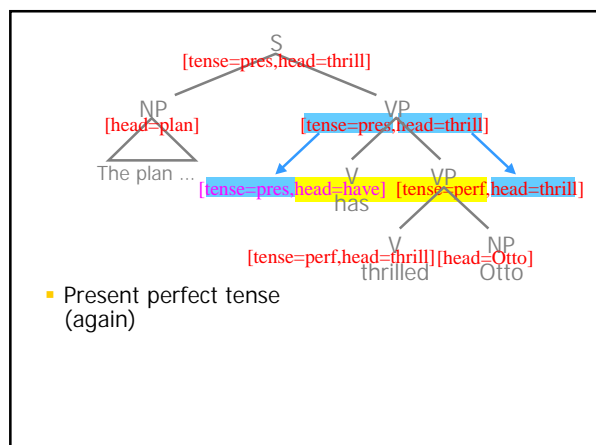 S
[tense=pres,head=thrill]
NP VP
[head=plan] [tense=pres,head=thrill]
The plan ... V VP
[tense=pres,head=have] [tense=perf,head=thrill]
has
V NP
[tense=perf,head=thrill] [head=Otto]
thrilled Otto
Present perfect tense
(again)